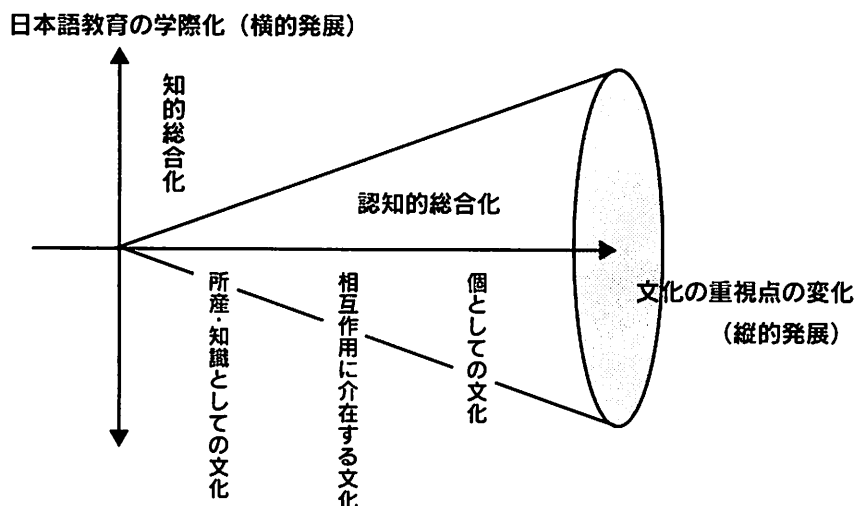 日本語教育の学際化（横的発展）
知的総合化
認知的総合化
所産・知識としての文化
相互作用に介在する文化
個としての文化
文化の重視点の変化
（縦的発展）